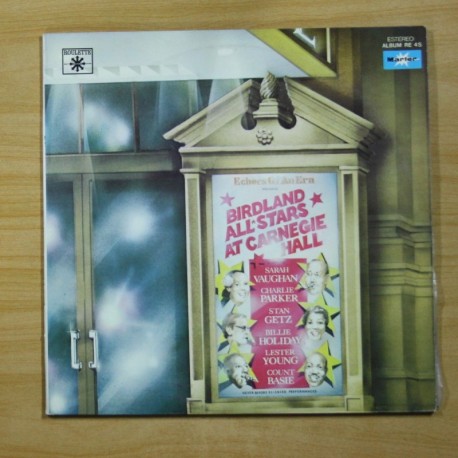 ROULETTE
ESTEREO
ALBUM RE 45
Marfer
Echoes Of An Era
BIRDLAND
ALL-STARS
AT CARNEGIE
HALL
SARAH
VAUGHAN
CHARLIE
PARKER
STAN
GETZ
BILLIE
HOLIDAY
LESTER
YOUNG
COUNT
BASIE